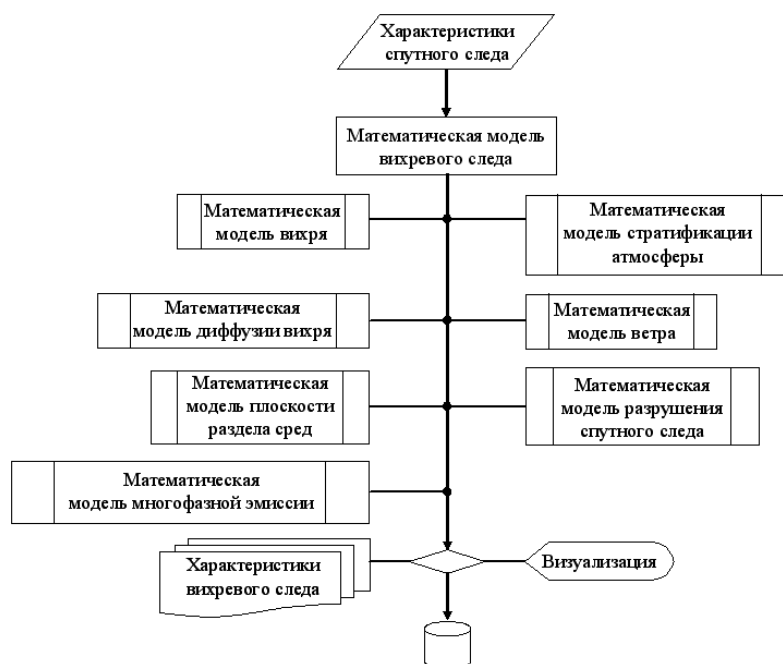 Характеристики
спутного следа
Математическая модель
вихревого следа
Математическая
модель вихря
Математическая
модель стратификации
атмосферы
Математическая
модель диффузии вихря
Математическая
модель ветра
Математическая
модель плоскости
раздела сред
Математическая
модель разрушения
спутного следа
Математическая
модель многофазной эмиссии
Характеристики
вихревого следа
Визуализация